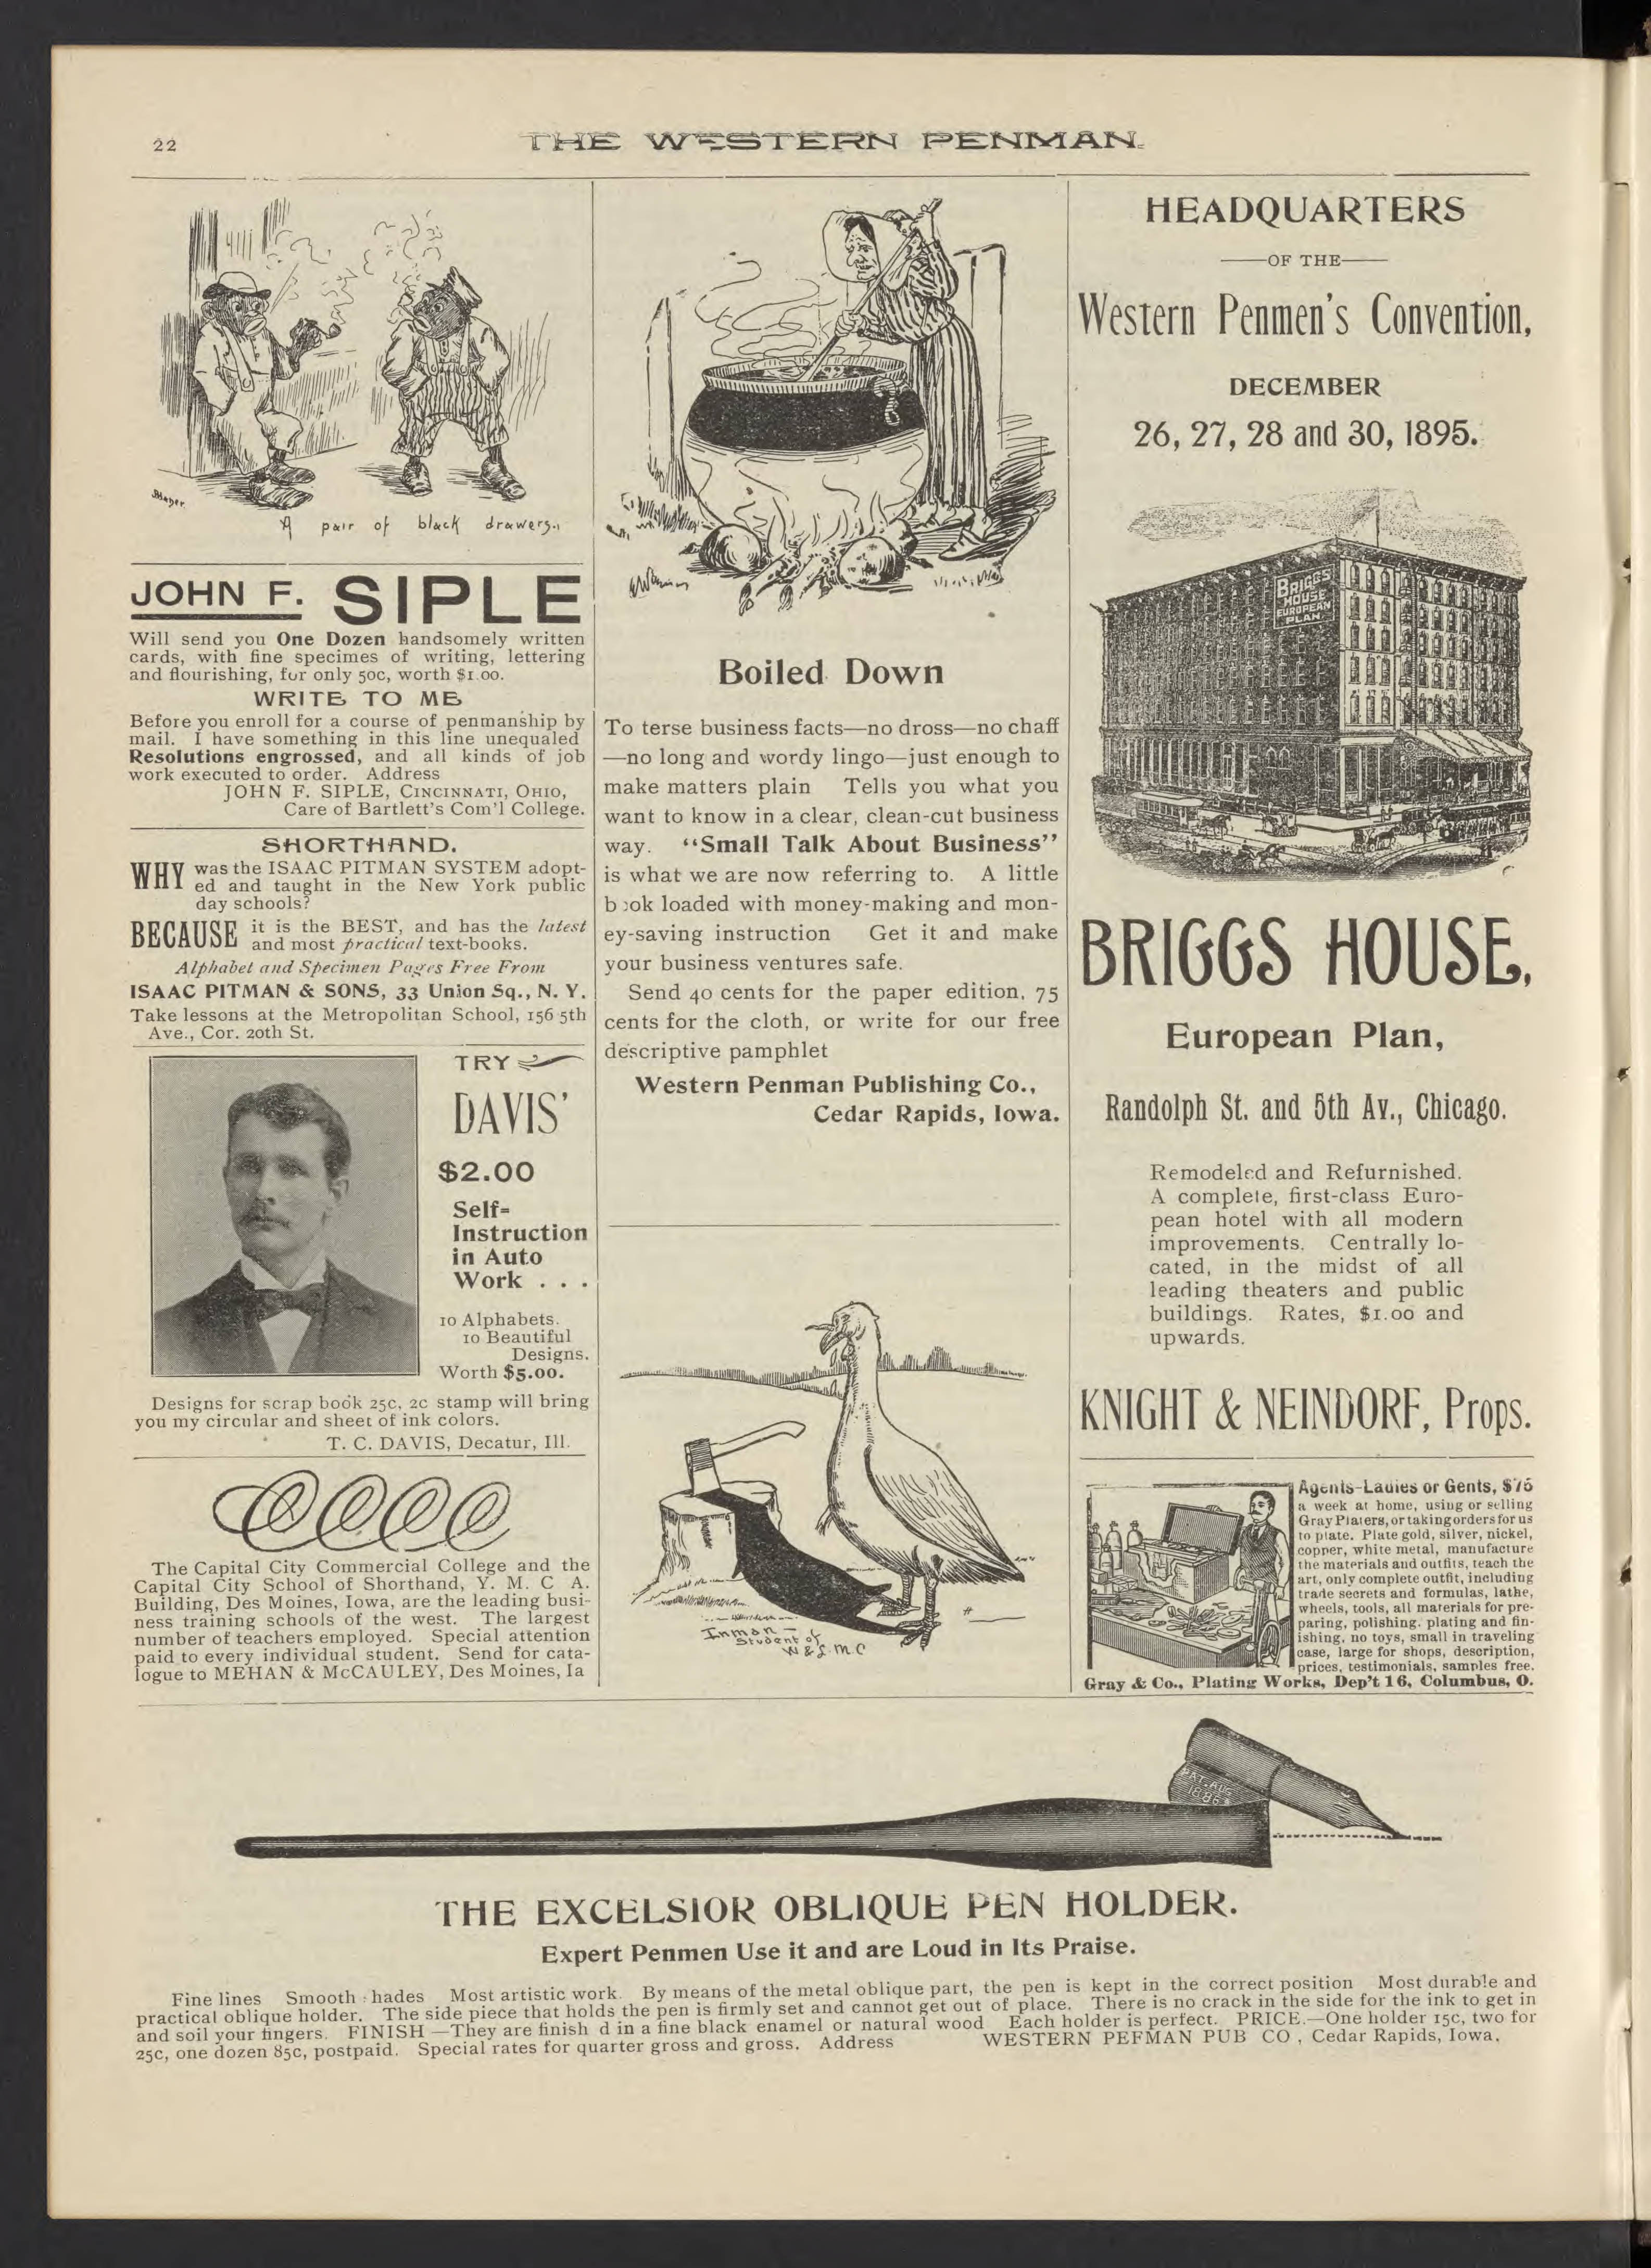 22
THE WESTERN PENMAN.
A pair of black drawers.
JOHN F. SIPLE
Will send you One Dozen handsomely written
cards, with fine specimes of writing, lettering
and flourishing, for only 50c, worth $1.00.
WRITE TO ME
Before you enroll for a course of penmanship by
mail. I have something in this line unequaled
Resolutions engrossed, and all kinds of job
work executed to order. Address
JOHN F. SIPLE, CINCINNATI, OHIO,
Care of Bartlett's Com'l College.
SHORTHAND.
WHY was the ISAAC PITMAN SYSTEM adopt-
ed and taught in the New York public
day schools?
BECAUSE it is the BEST, and has the latest
and most practical text-books.
Alphabet and Specimen Pages Free From
ISAAC PITMAN & SONS, 33 Union Sq., N. Y.
Take lessons at the Metropolitan School, 156 5th
Ave., Cor. 20th St.
TRY
DAVIS'
$2.00
Self-
Instruction
in Auto
Work . . .
10 Alphabets.
10 Beautiful
Designs.
Worth $5.00.
Designs for scrap book 25c, 2c stamp will bring
you my circular and sheet of ink colors.
T. C. DAVIS, Decatur, Ill.
CCCC
The Capital City Commercial College and the
Capital City School of Shorthand, Y. M. C A.
Building, Des Moines, Iowa, are the leading busi-
ness training schools of the west. The largest
number of teachers employed. Special attention
paid to every individual student. Send for cata-
logue to MEHAN & McCAULEY, Des Moines, Ia
Boiled Down
To terse business facts—no dross—no chaff
—no long and wordy lingo—just enough to
make matters plain Tells you what you
want to know in a clear, clean-cut business
way. "Small Talk About Business"
is what we are now referring to. A little
book loaded with money-making and mon-
ey-saving instruction Get it and make
your business ventures safe.
Send 40 cents for the paper edition, 75
cents for the cloth, or write for our free
descriptive pamphlet
Western Penman Publishing Co.,
Cedar Rapids, Iowa.
Inman —
Student of
W & S. M C
HEADQUARTERS
—OF THE—
Western Penmen's Convention,
DECEMBER
26, 27, 28 and 30, 1895.
BRIGGS
HOUSE
EUROPEAN
PLAN.
BRIGGS HOUSE,
European Plan,
Randolph St. and 5th Av., Chicago.
Remodeled and Refurnished.
A complete, first-class Euro-
pean hotel with all modern
improvements. Centrally lo-
cated, in the midst of all
leading theaters and public
buildings. Rates, $1.00 and
upwards.
KNIGHT & NEINDORF, Props.
Agents-Ladies or Gents, $75
a week at home, using or selling
Gray Platers, or taking orders for us
to plate. Plate gold, silver, nickel,
copper, white metal, manufacture
the materials and outfits, teach the
art, only complete outfit, including
trade secrets and formulas, lathe,
wheels, tools, all materials for pre-
paring, polishing, plating and fin-
ishing, no toys, small in traveling
case, large for shops, description,
prices, testimonials, samples free.
Gray & Co., Plating Works, Dep't 16, Columbus, O.
PAT. AUG
1886
THE EXCELSIOR OBLIQUE PEN HOLDER.
Expert Penmen Use it and are Loud in Its Praise.
Fine lines Smooth hades Most artistic work. By means of the metal oblique part, the pen is kept in the correct position Most durable and
practical oblique holder. The side piece that holds the pen is firmly set and cannot get out of place. There is no crack in the side for the ink to get in
and soil your fingers. FINISH—They are finish d in a fine black enamel or natural wood Each holder is perfect. PRICE.—One holder 15c, two for
25c, one dozen 85c, postpaid. Special rates for quarter gross and gross. Address WESTERN PEFMAN PUB CO , Cedar Rapids, Iowa.